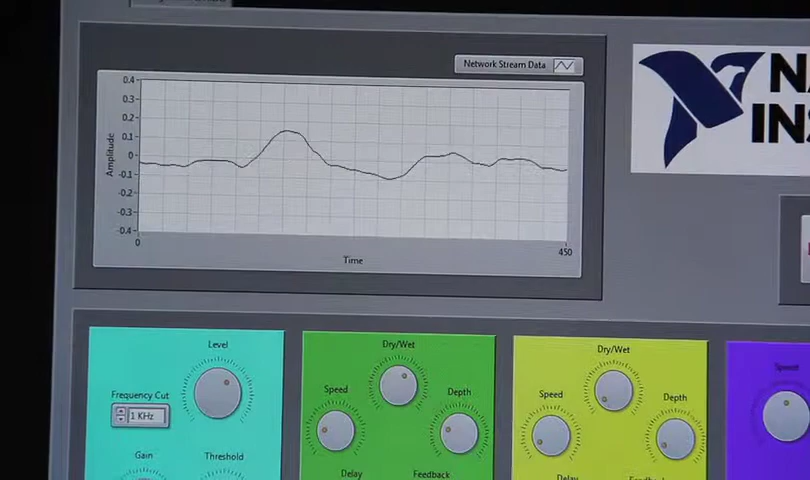 Network Stream Data
0.4
0.3
0.2
0.1
0
-0.1
-0.2
-0.3
-0.4
Amplitude
0
450
Time
Level
Frequency Cut
1 KHz
Gain
Threshold
Dry/Wet
Speed
Depth
Delay
Feedback
Dry/Wet
Speed
Depth
Delay
Speed